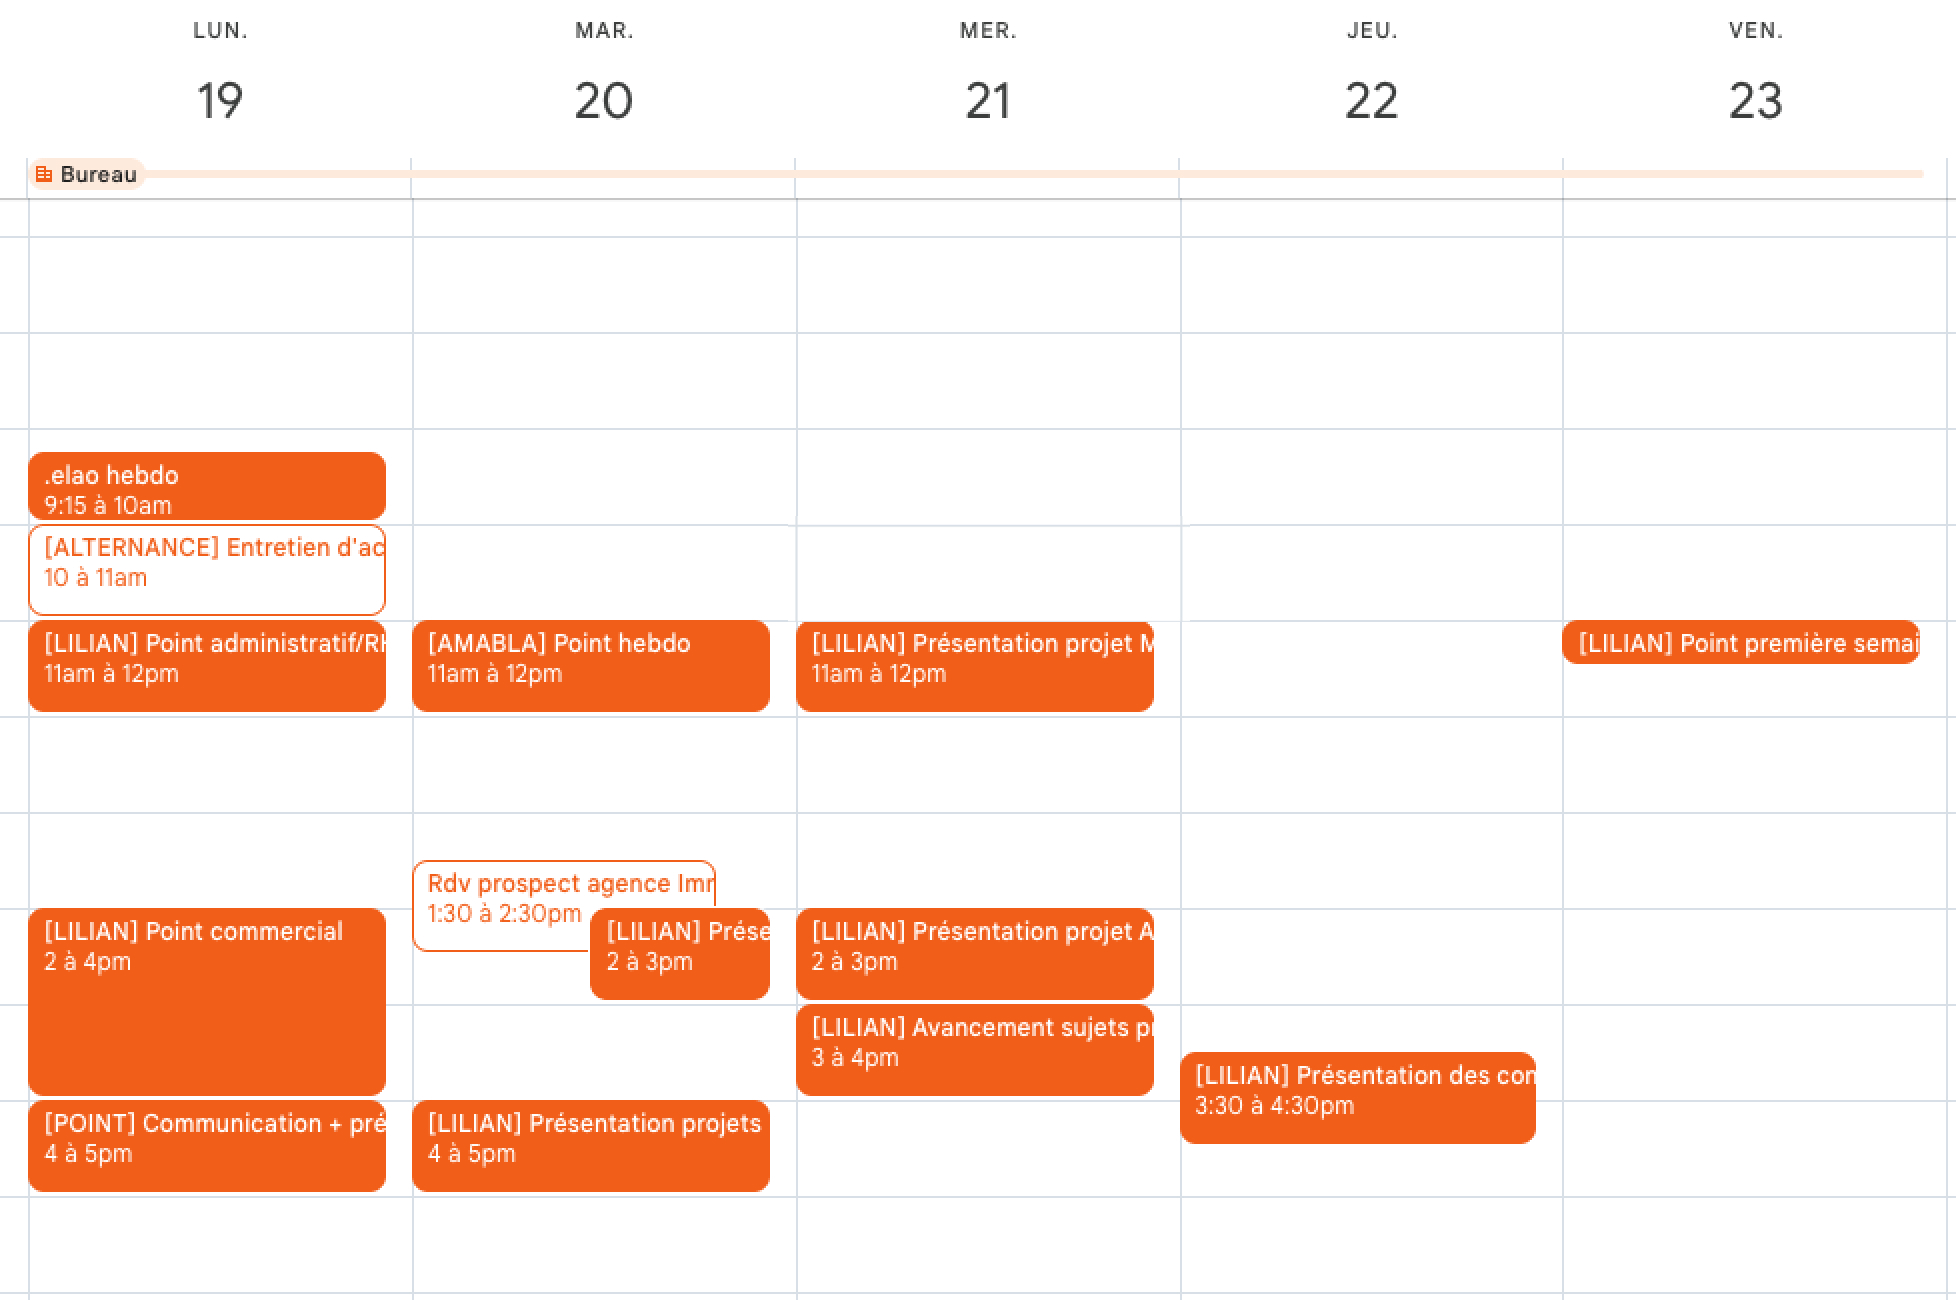 LUN.
19
MAR.
20
MER.
21
JEU.
22
VEN.
23
Bureau
.elao hebdo
9:15 à 10am
[ALTERNANCE] Entretien d'ac
10 à 11am
[LILIAN] Point administratif/RH
11am à 12pm
[LILIAN] Point commercial
2 à 4pm
[POINT] Communication + pré
4 à 5pm
[AMABLA] Point hebdo
11am à 12pm
Rdv prospect agence
1:30 à 2:30pm
[LILIAN] Prése
2 à 3pm
[LILIAN] Présentation projets
4 à 5pm
[LILIAN] Présentation projet M
11am à 12pm
[LILIAN] Présentation projet A
2 à 3pm
[LILIAN] Avancement sujets
3 à 4pm
[LILIAN] Présentation des con
3:30 à 4:30pm
[LILIAN] Point première semai